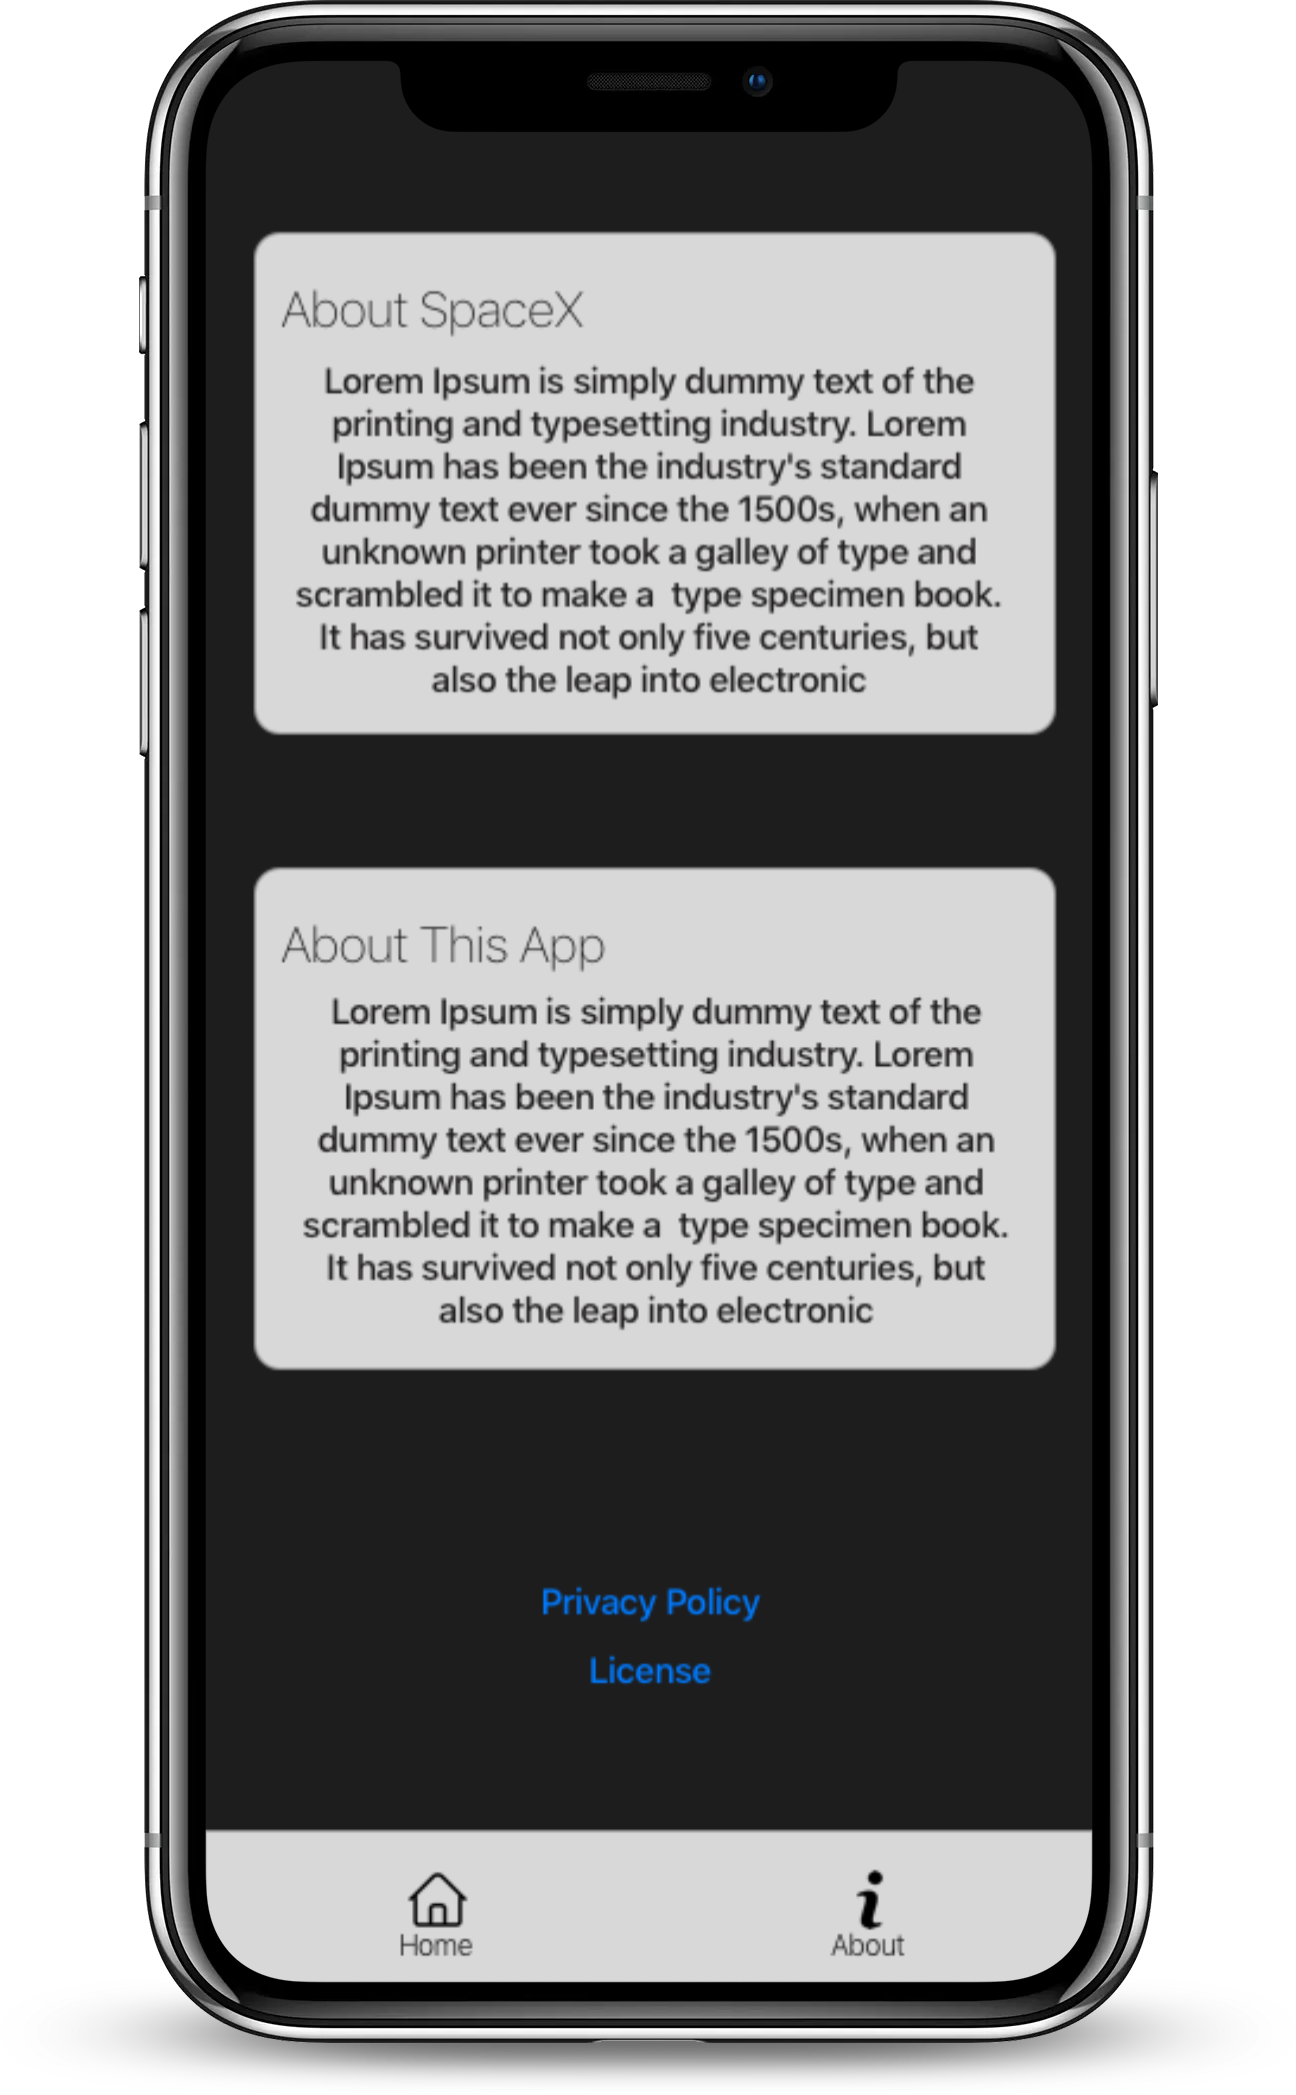 About SpaceX
Lorem Ipsum is simply dummy text of the
printing and typesetting industry. Lorem
Ipsum has been the industry's standard
dummy text ever since the 1500s, when an
unknown printer took a galley of type and
scrambled it to make a  type specimen book.
It has survived not only five centuries, but
also the leap into electronic
About This App
Lorem Ipsum is simply dummy text of the
printing and typesetting industry. Lorem
Ipsum has been the industry's standard
dummy text ever since the 1500s, when an
unknown printer took a galley of type and
scrambled it to make a  type specimen book.
It has survived not only five centuries, but
also the leap into electronic
Privacy Policy
License
Home
About